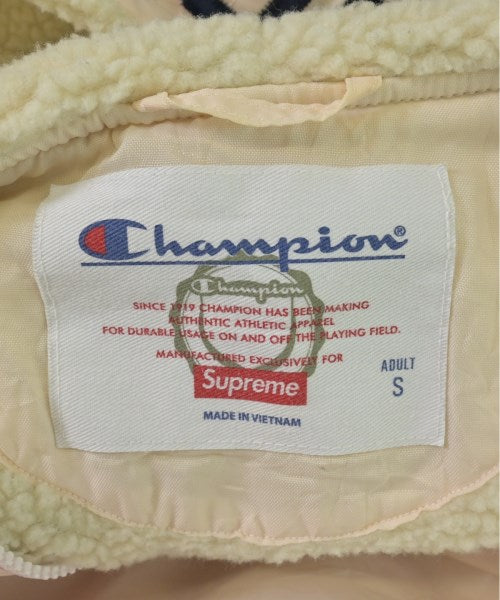 Champion®
Champion
SINCE 1919 CHAMPION HAS BEEN MAKING
AUTHENTIC ATHLETIC APPAREL
FOR DURABLE USAGE ON AND OFF THE PLAYING FIELD.
MANUFACTURED EXCLUSIVELY FOR
Supreme
ADULT
S
MADE IN VIETNAM